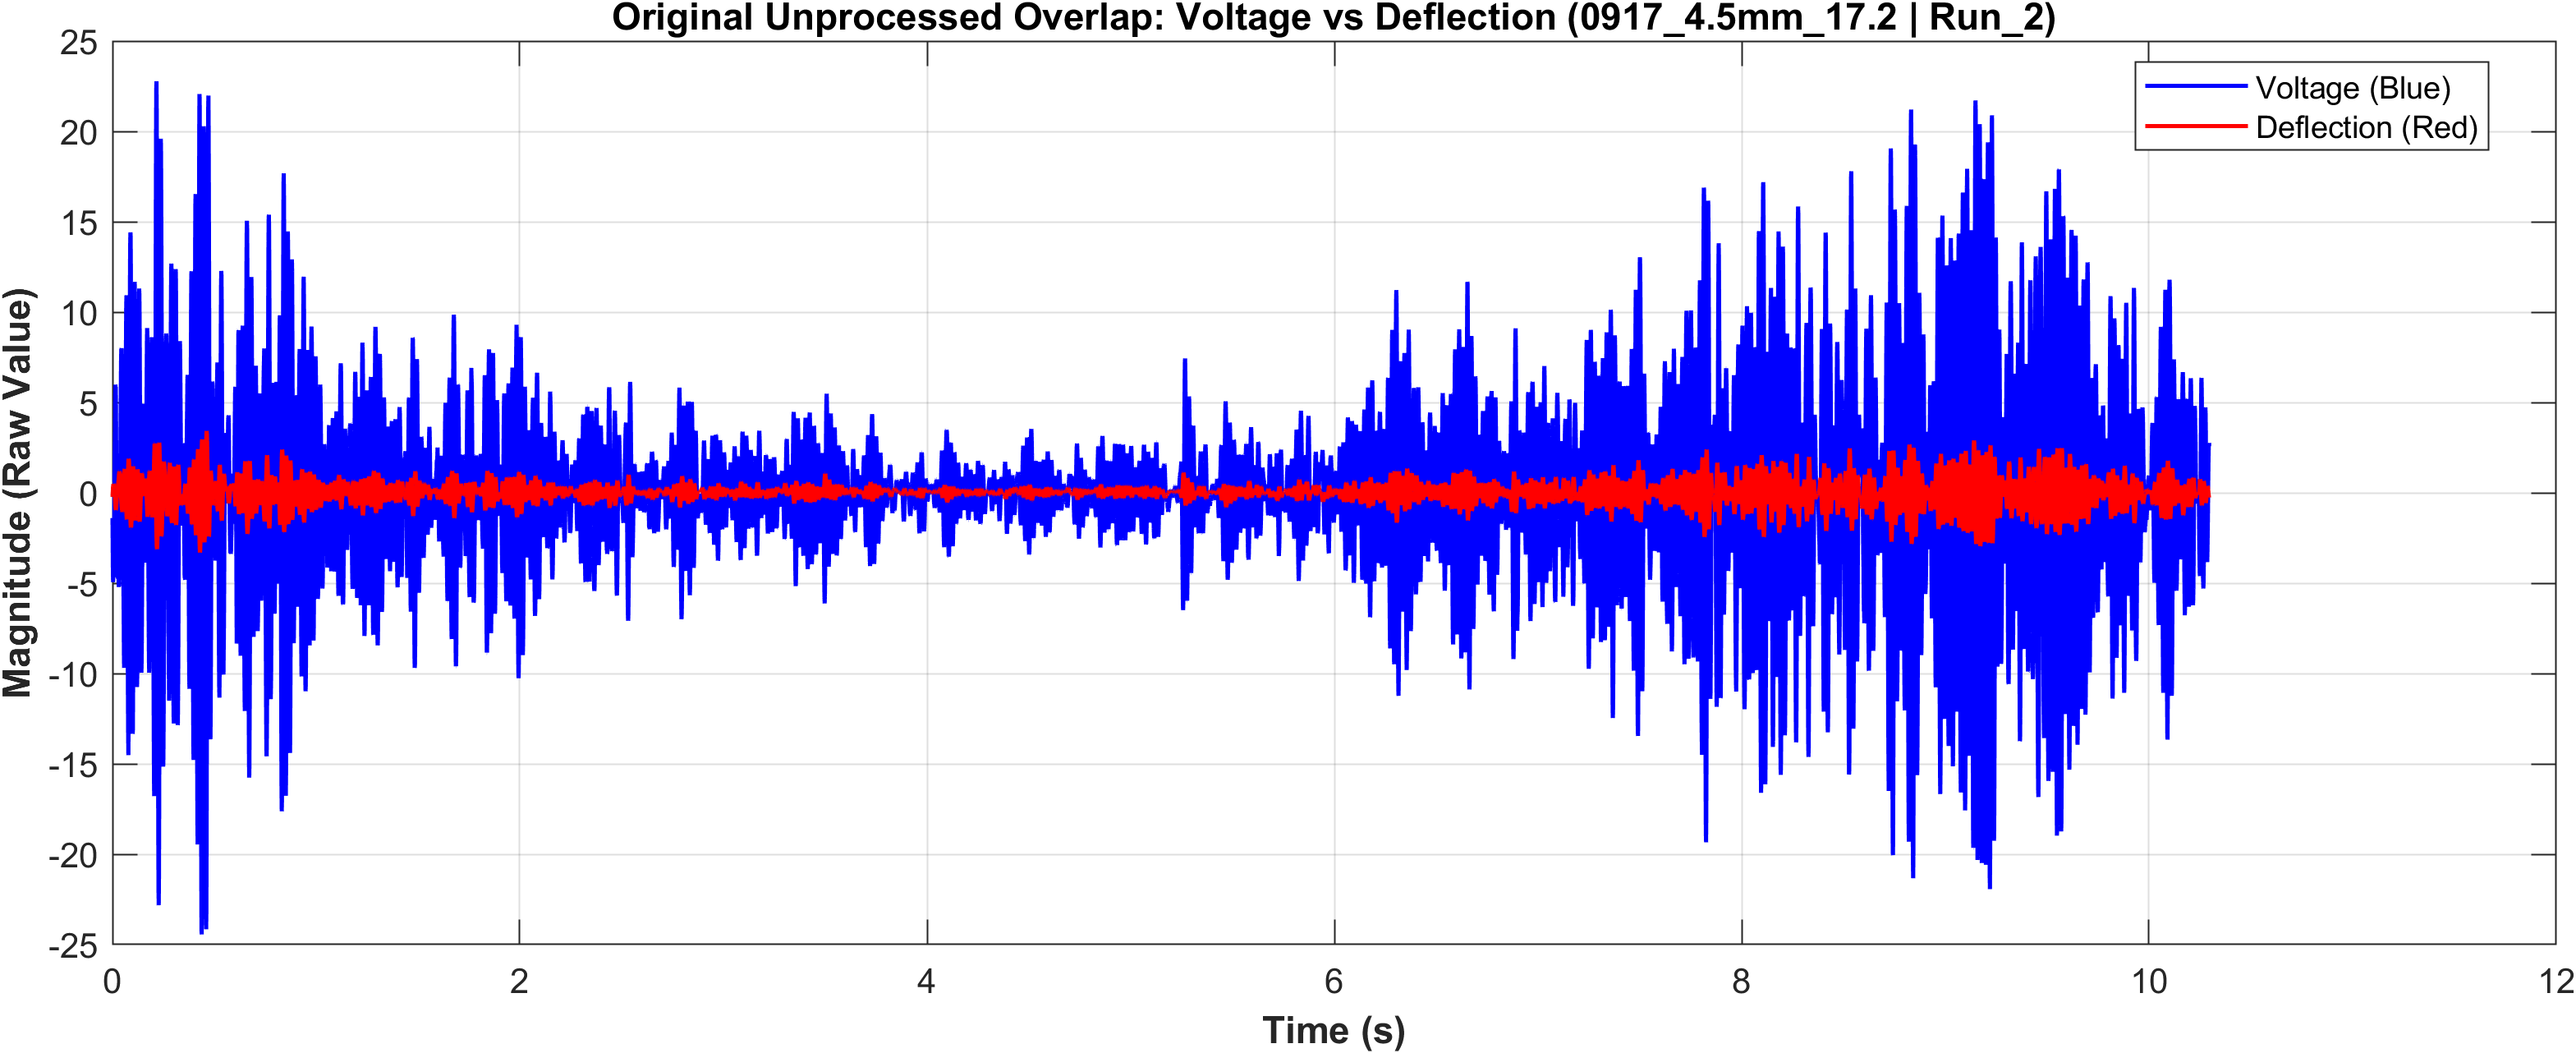 Original Unprocessed Overlap: Voltage vs Deflection (0917_4.5mm_17.2 | Run_2)
Voltage (Blue)
Deflection (Red)
Magnitude (Raw Value)
25
20
15
10
5
0
-5
-10
-15
-20
-25
0 2 4 6 8 10 12
Time (s)